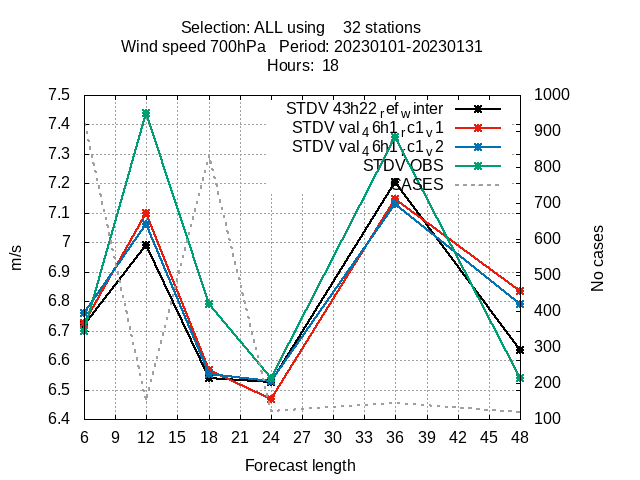 Selection: ALL using 32 stations
Wind speed 700hPa Period: 20230101-20230131
Hours: 18
STDV 43h22_ref_winter
STDV val_46h1_rc1_v1
STDV val_46h1_rc1_v2
STDV OBS
CASES
7.5
7.4
7.3
7.2
7.1
7
6.9
6.8
6.7
6.6
6.5
6.4
m/s
1000
900
800
700
600
500
400
300
200
100
No cases
6 9 12 15 18 21 24 27 30 33 36 39 42 45 48
Forecast length